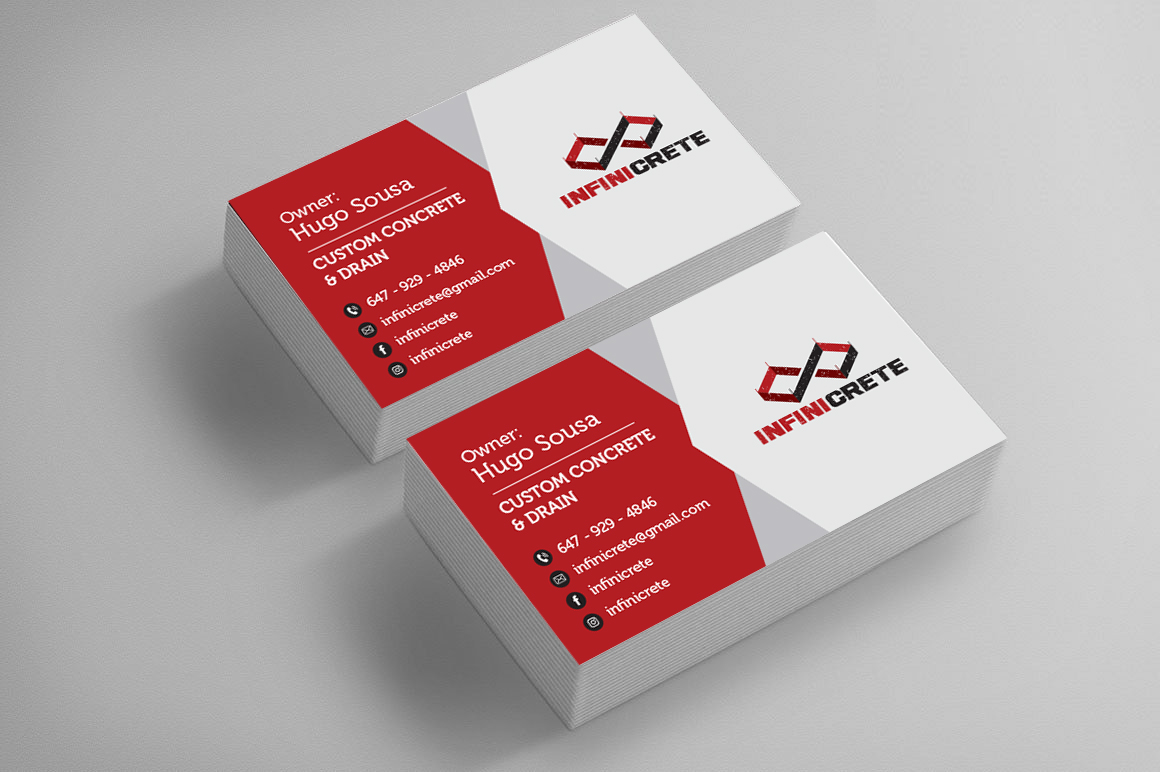 Owner:
Hugo Sousa
CUSTOM CONCRETE
& DRAIN
647 - 929 - 4846
infinicrete@gmail.com
infinicrete
infinicrete
INFINICRETE
Owner:
Hugo Sousa
CUSTOM CONCRETE
& DRAIN
647 - 929 - 4846
infinicrete@gmail.com
infinicrete
infinicrete
INFINICRETE